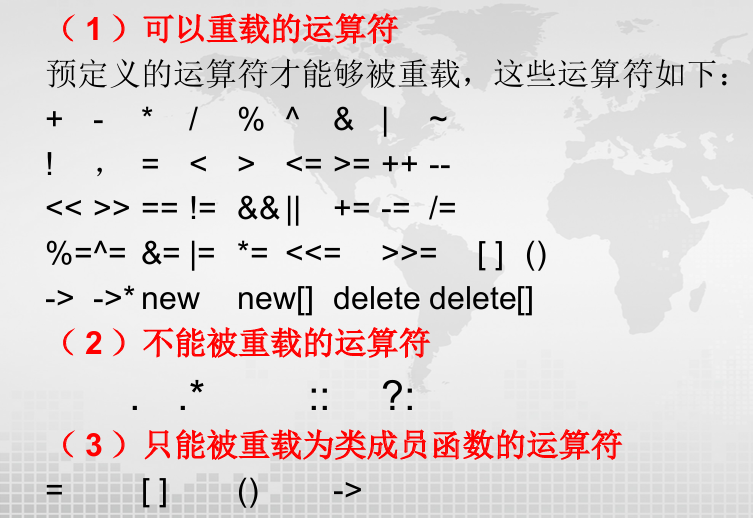 （1）可以重载的运算符
预定义的运算符才能够被重载，这些运算符如下：
+ - * / % ^ & | ~
! ， = < > <= >= ++ --
<< >> == != && || += -= /=
%= ^= &= |= *= <<= >>= [ ] ()
-> ->* new new[] delete delete[]
（2）不能被重载的运算符
. .* :: ?:
（3）只能被重载为类成员函数的运算符
= [ ] () ->